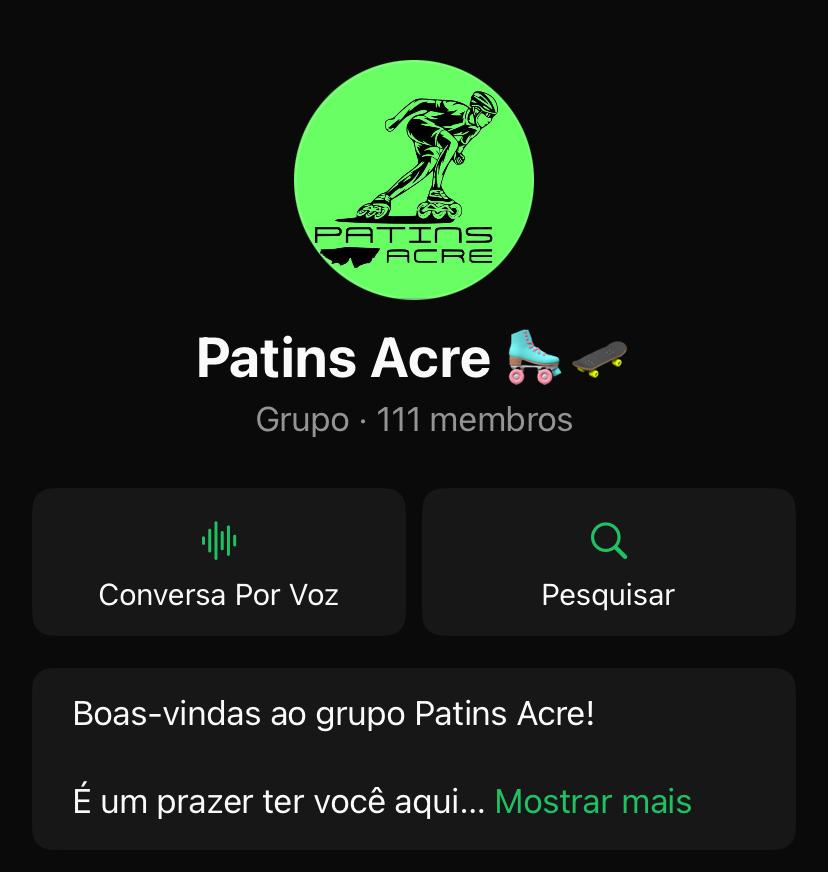 PATINS
ACRE
Patins Acre 🛼🛹
Grupo · 111 membros
Conversa Por Voz
Pesquisar
Boas-vindas ao grupo Patins Acre!
É um prazer ter você aqui... Mostrar mais